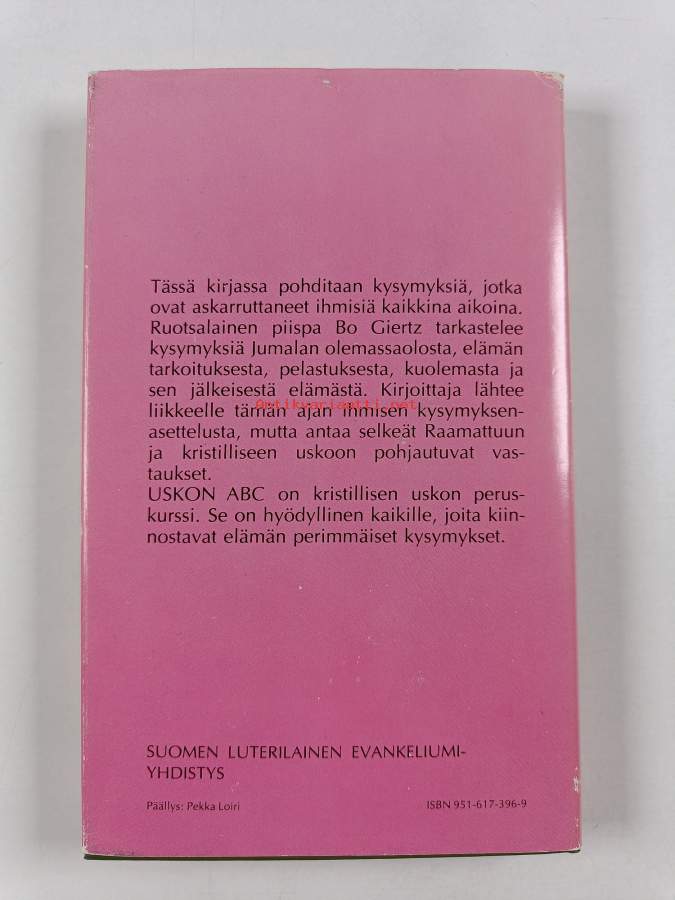 Tässä kirjassa pohditaan kysymyksiä, jotka
ovat askarruttaneet ihmisiä kaikkina aikoina.
Ruotsalainen piispa Bo Giertz tarkastelee
kysymyksiä Jumalan olemassaolosta, elämän
tarkoituksesta, pelastuksesta, kuolemasta ja
sen jälkeisestä elämästä. Kirjoittaja lähtee
liikkeelle tämän ajan ihmisen kysymyksen-
Antikvariaatti.net
asettelusta, mutta antaa selkeät Raamattuun
ja kristilliseen uskoon pohjautuvat vas-
taukset.
USKON ABC on kristillisen uskon perus-
kurssi. Se on hyödyllinen kaikille, joita kiin-
nostavat elämän perimmäiset kysymykset.
SUOMEN LUTERILAINEN EVANKELIUMI-
YHDISTYS
Päällys: Pekka Loiri
ISBN 951-617-396-9